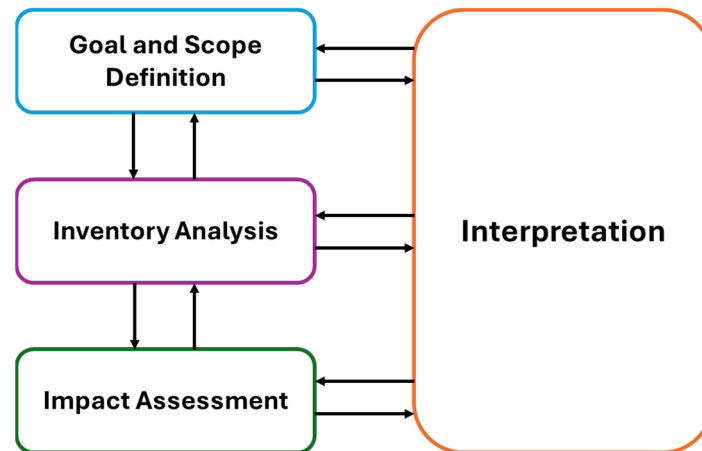 Goal and Scope
Definition
Inventory Analysis
Interpretation
Impact Assessment